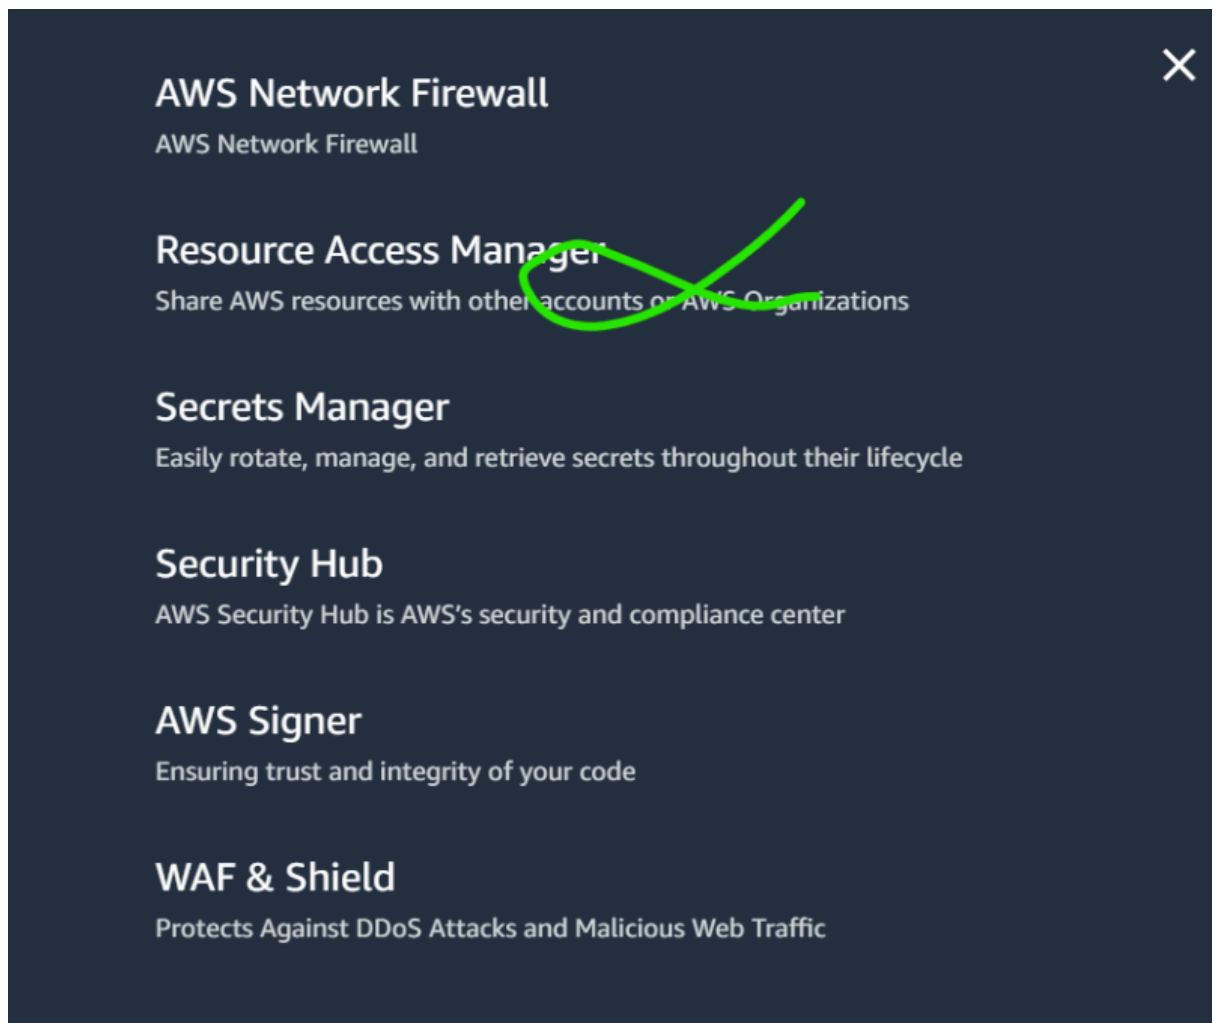 AWS Network Firewall
AWS Network Firewall
Resource Access Manager
Share AWS resources with other accounts or AWS Organizations
Secrets Manager
Easily rotate, manage, and retrieve secrets throughout their lifecycle
Security Hub
AWS Security Hub is AWS’s security and compliance center
AWS Signer
Ensuring trust and integrity of your code
WAF & Shield
Protects Against DDoS Attacks and Malicious Web Traffic